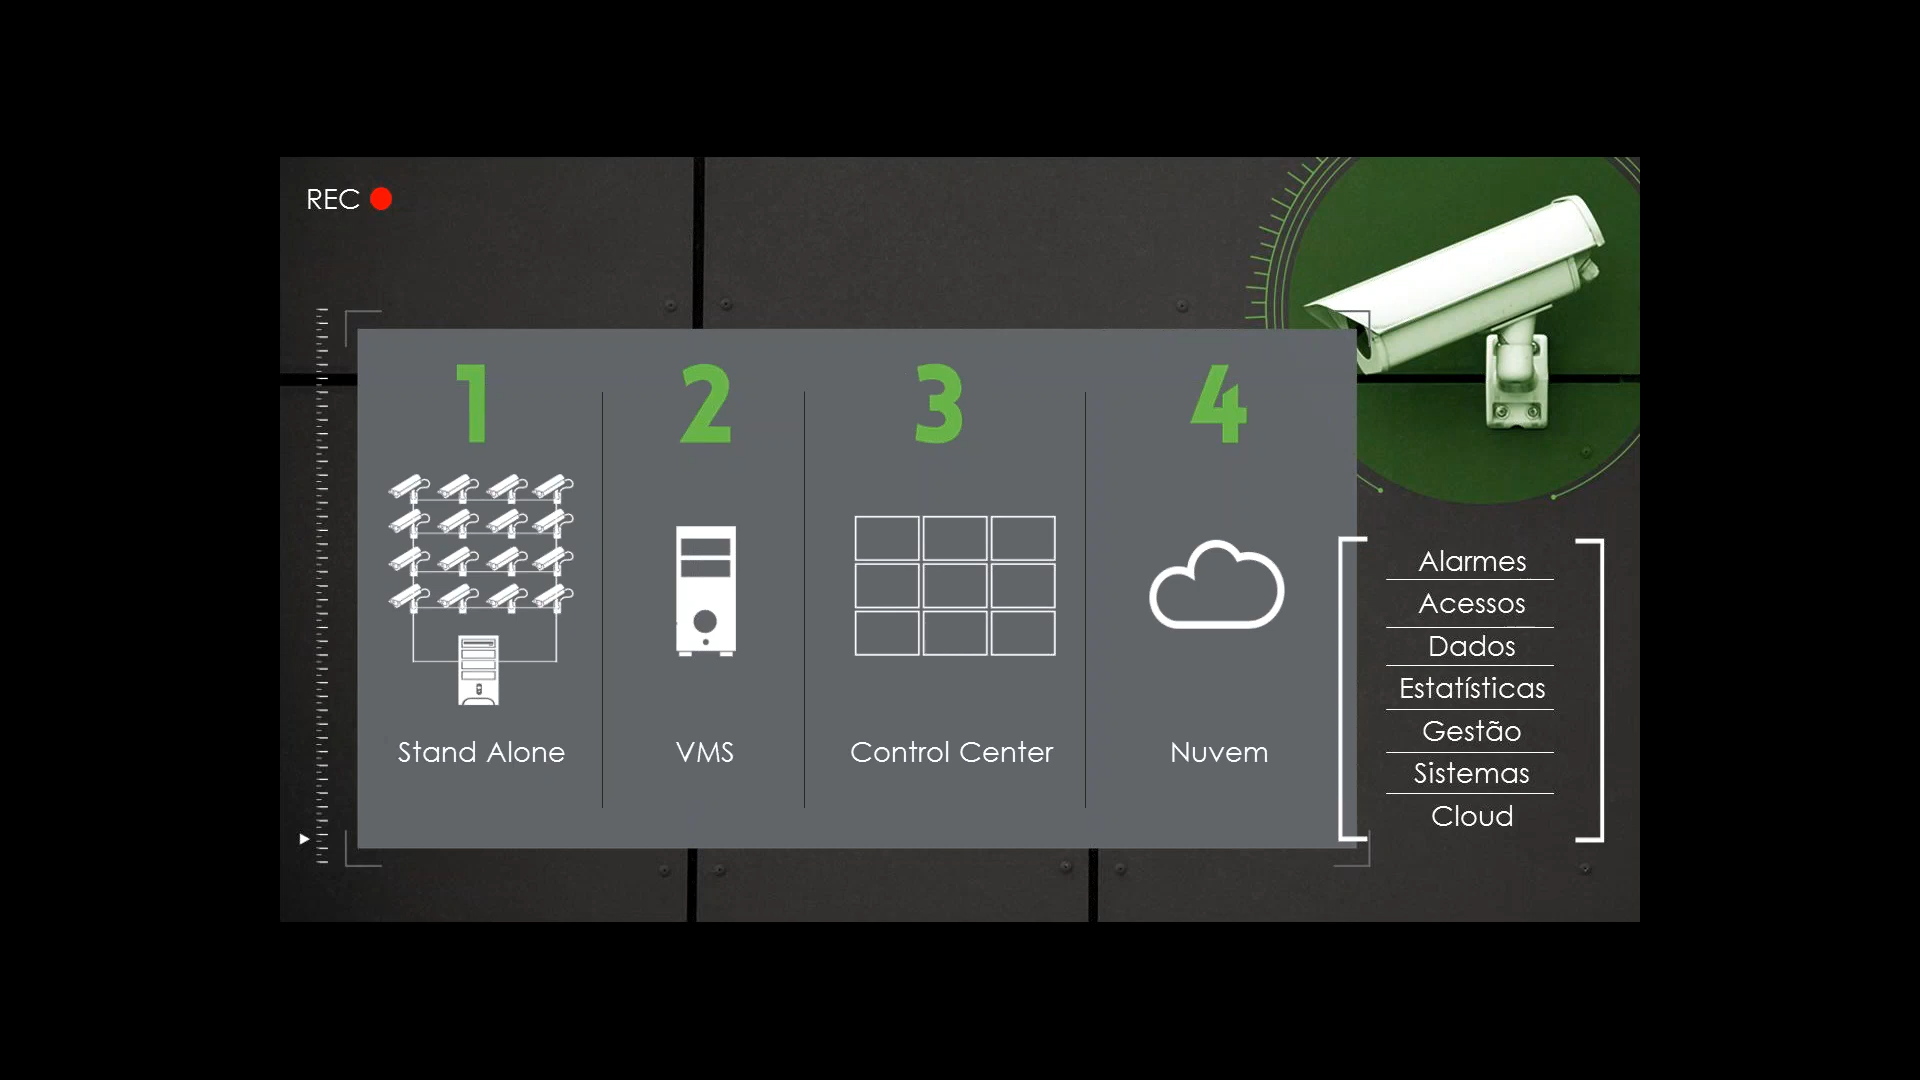 REC
1
2
3
4
Stand Alone
VMS
Control Center
Nuvem
Alarmes
Acessos
Dados
Estatísticas
Gestão
Sistemas
Cloud